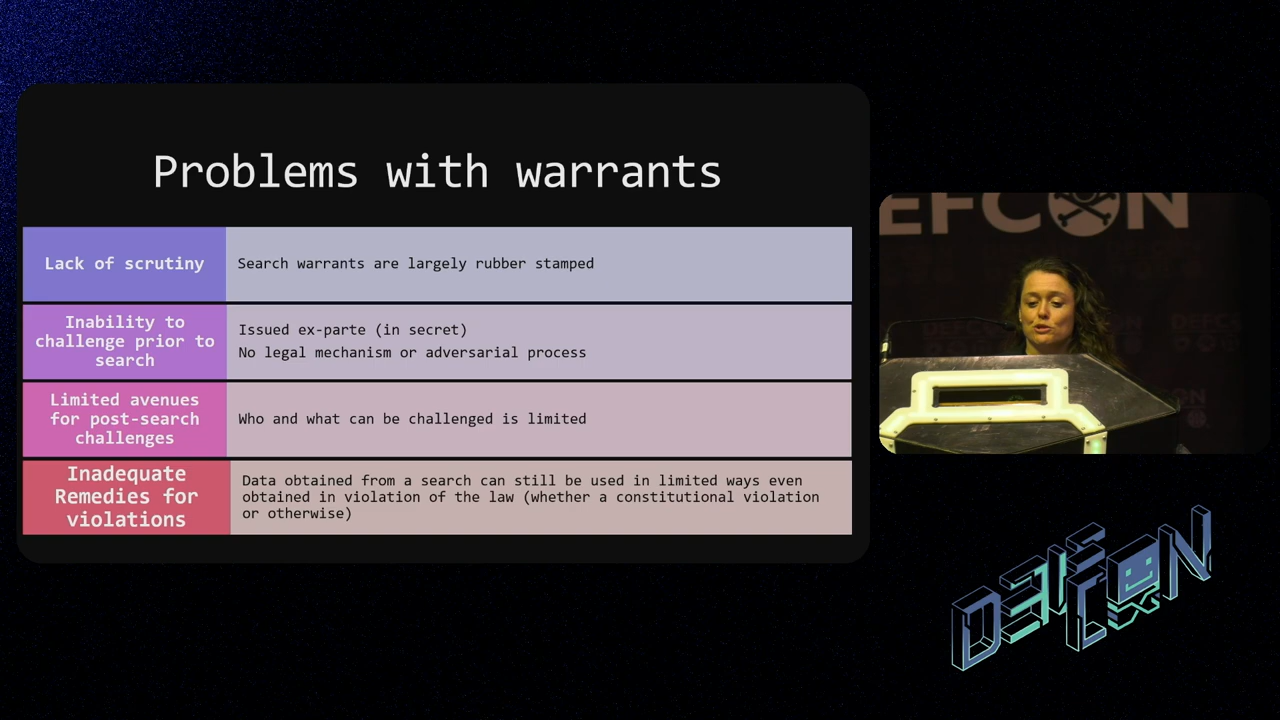 Problems with warrants
Lack of scrutiny
Search warrants are largely rubber stamped
Inability to
challenge prior to
search
Issued ex-parte (in secret)
No legal mechanism or adversarial process
Limited avenues
for post-search
challenges
Who and what can be challenged is limited
Inadequate
Remedies for
violations
Data obtained from a search can still be used in limited ways even
obtained in violation of the law (whether a constitutional violation
or otherwise)
EFCON
DEFCON